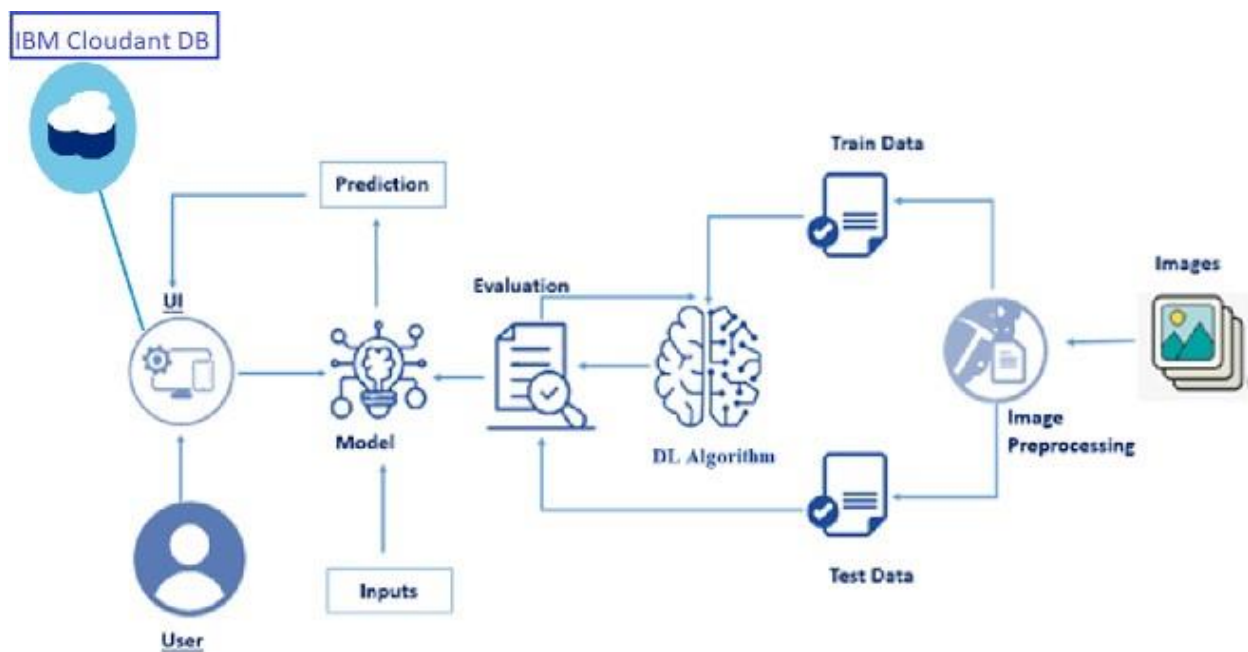 IBM Cloudant DB
Train Data
Prediction
Images
Evaluation
UI
Image
Preprocessing
Model
DL Algorithm
Test Data
Inputs
User